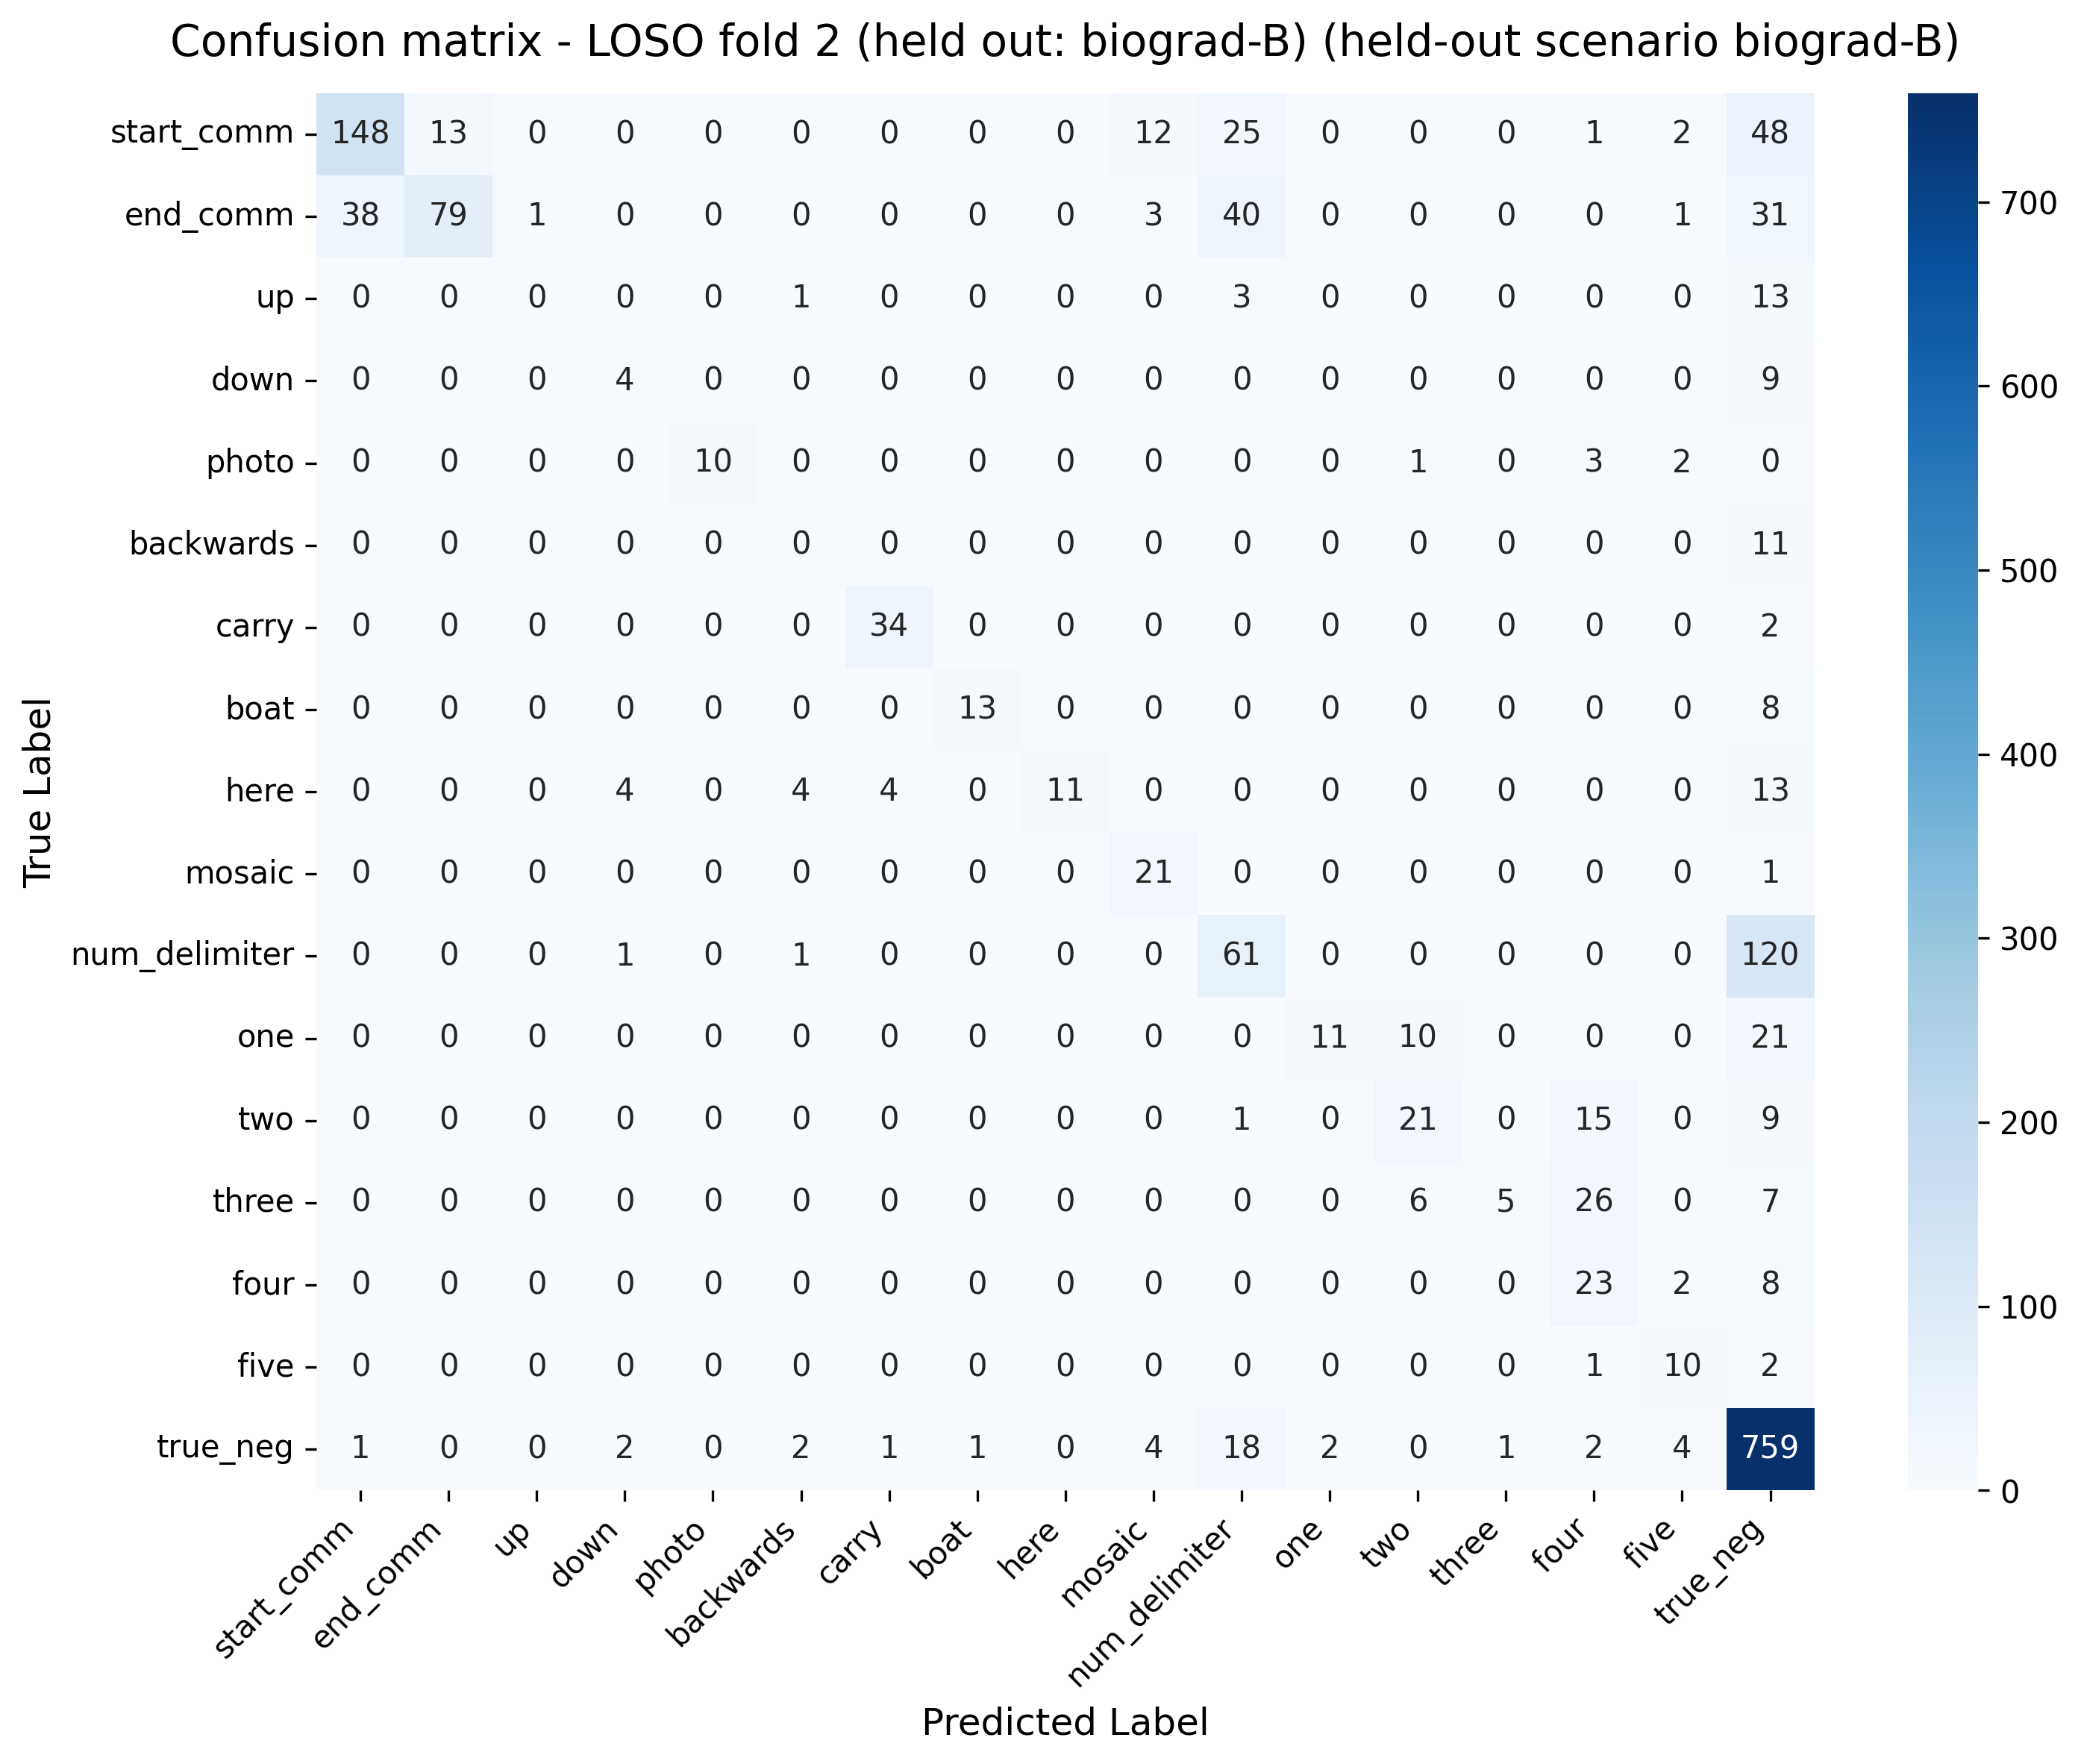 Confusion matrix - LOSO fold 2 (held out: biograd-B) (held-out scenario biograd-B)
True Label
start_comm 148 13 0 0 0 0 0 0 0 12 25 0 0 0 1 2 48
end_comm 38 79 1 0 0 0 0 0 0 3 40 0 0 0 0 1 31
up 0 0 0 0 0 1 0 0 0 0 3 0 0 0 0 0 13
down 0 0 0 4 0 0 0 0 0 0 0 0 0 0 0 0 9
photo 0 0 0 0 10 0 0 0 0 0 0 0 1 0 3 2 0
backwards 0 0 0 0 0 0 0 0 0 0 0 0 0 0 0 0 11
carry 0 0 0 0 0 0 34 0 0 0 0 0 0 0 0 0 2
boat 0 0 0 0 0 0 0 13 0 0 0 0 0 0 0 0 8
here 0 0 0 4 0 4 4 0 11 0 0 0 0 0 0 0 13
mosaic 0 0 0 0 0 0 0 0 0 21 0 0 0 0 0 0 1
num_delimiter 0 0 0 1 0 1 0 0 0 0 61 0 0 0 0 0 120
one 0 0 0 0 0 0 0 0 0 0 0 11 10 0 0 0 21
two 0 0 0 0 0 0 0 0 0 0 1 0 21 0 15 0 9
three 0 0 0 0 0 0 0 0 0 0 0 0 6 5 26 0 7
four 0 0 0 0 0 0 0 0 0 0 0 0 0 0 23 2 8
five 0 0 0 0 0 0 0 0 0 0 0 0 0 0 1 10 2
true_neg 1 0 0 2 0 2 1 1 0 4 18 2 0 1 2 4 759
start_comm end_comm up down photo backwards carry boat here mosaic num_delimiter one two three four five true_neg
Predicted Label
700
600
500
400
300
200
100
0